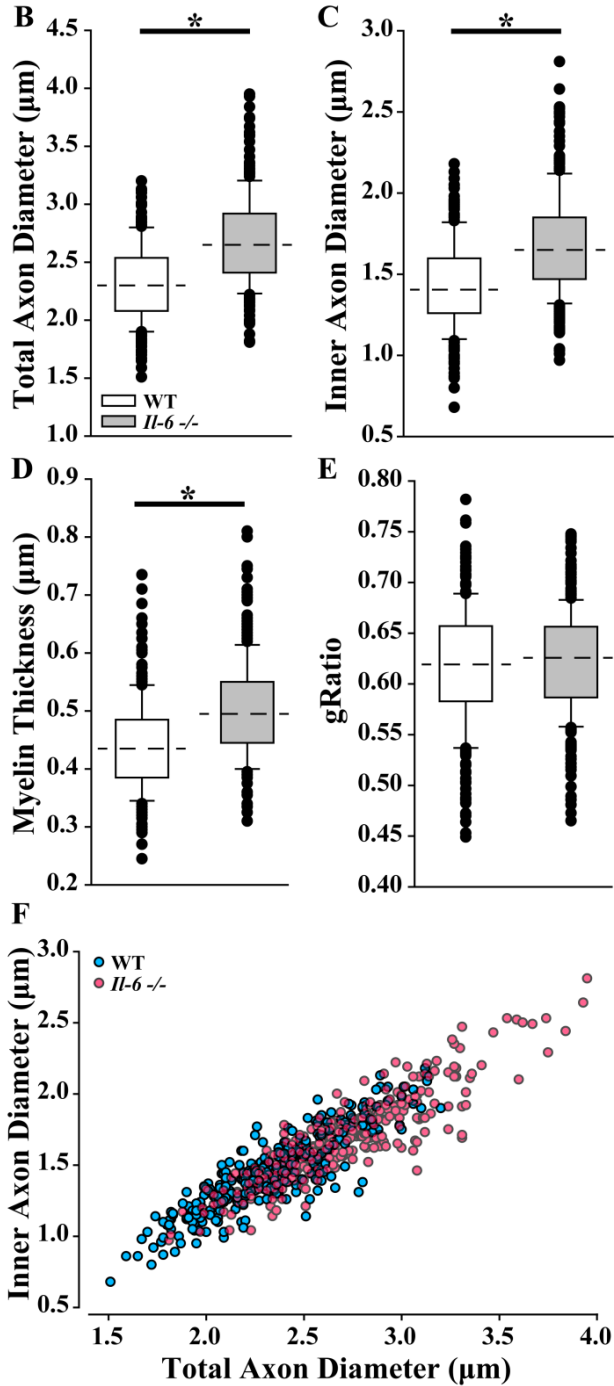 B
*
Total Axon Diameter (μm)
4.5
4.0
3.5
3.0
2.5
2.0
1.5
1.0
WT
Il-6 -/-
C
*
Inner Axon Diameter (μm)
3.0
2.5
2.0
1.5
1.0
0.5
D
*
Myelin Thickness (μm)
0.9
0.8
0.7
0.6
0.5
0.4
0.3
0.2
E
gRatio
0.80
0.75
0.70
0.65
0.60
0.55
0.50
0.45
0.40
F
Inner Axon Diameter (μm)
3.0
2.5
2.0
1.5
1.0
0.5
WT
Il-6 -/-
1.5 2.0 2.5 3.0 3.5 4.0
Total Axon Diameter (μm)